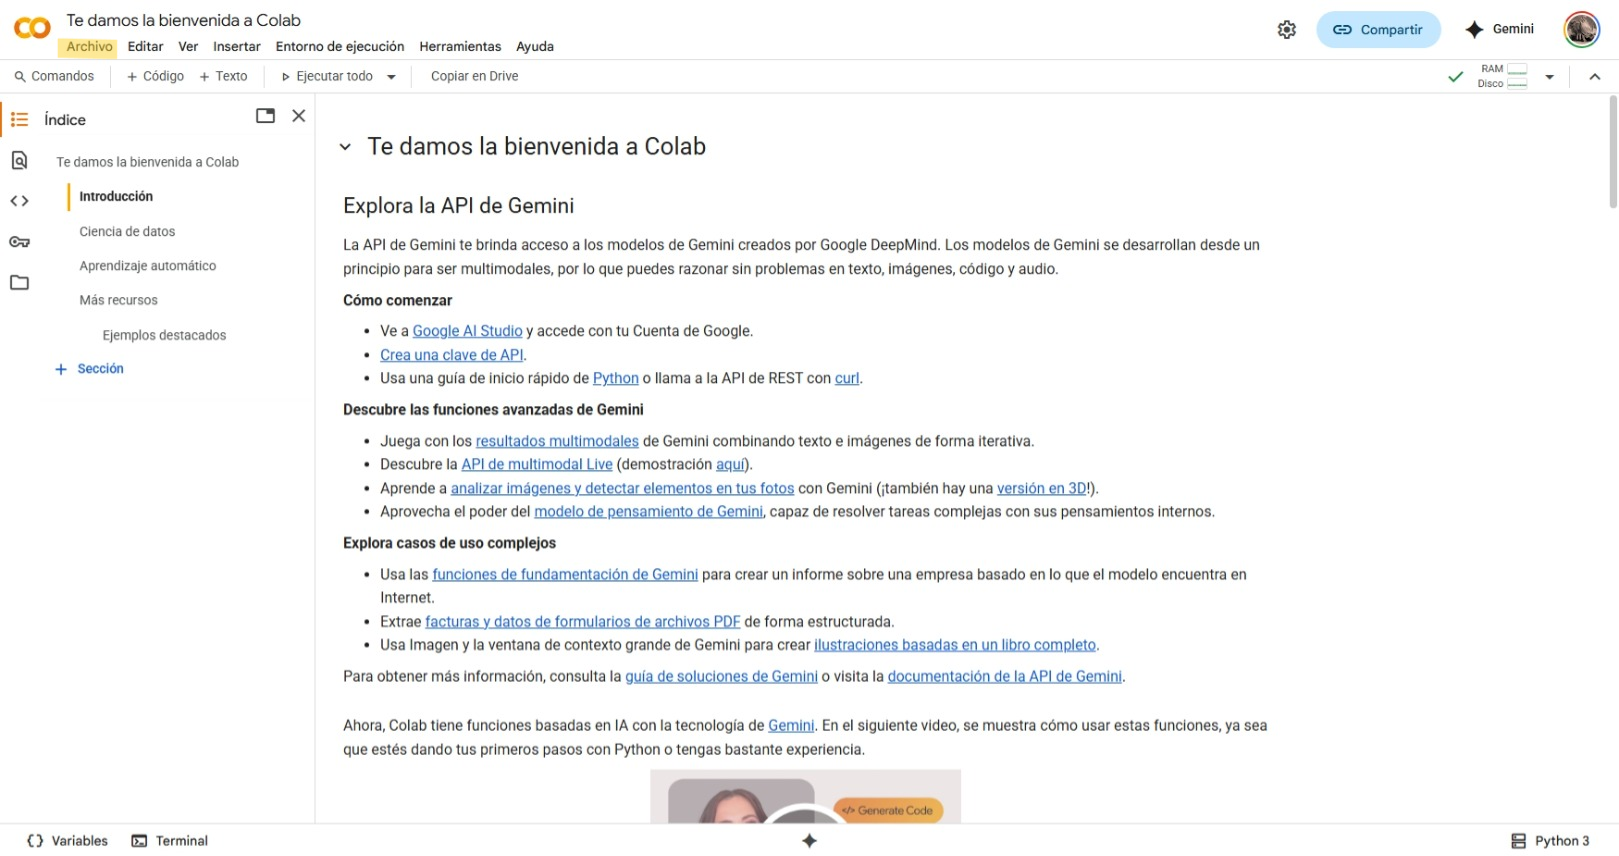 Te damos la bienvenida a Colab
Archivo Editar Ver Insertar Entorno de ejecución Herramientas Ayuda
Compartir
Gemini
Comandos
+ Código + Texto
Ejecutar todo
Copiar en Drive
RAM
Disco
Índice
Te damos la bienvenida a Colab
Introducción
Ciencia de datos
Aprendizaje automático
Más recursos
Ejemplos destacados
+ Sección
Te damos la bienvenida a Colab
Explora la API de Gemini
La API de Gemini te brinda acceso a los modelos de Gemini creados por Google DeepMind. Los modelos de Gemini se desarrollan desde un
principio para ser multimodales, por lo que puedes razonar sin problemas en texto, imágenes, código y audio.
Cómo comenzar
• Ve a Google AI Studio y accede con tu Cuenta de Google.
• Crea una clave de API.
• Usa una guía de inicio rápido de Python o llama a la API de REST con curl.
Descubre las funciones avanzadas de Gemini
• Juega con los resultados multimodales de Gemini combinando texto e imágenes de forma iterativa.
• Descubre la API de multimodal Live (demostración aquí).
• Aprende a analizar imágenes y detectar elementos en tus fotos con Gemini (¡también hay una versión en 3D!).
• Aprovecha el poder del modelo de pensamiento de Gemini, capaz de resolver tareas complejas con sus pensamientos internos.
Explora casos de uso complejos
• Usa las funciones de fundamentación de Gemini para crear un informe sobre una empresa basado en lo que el modelo encuentra en
Internet.
• Extrae facturas y datos de formularios de archivos PDF de forma estructurada.
• Usa Imagen y la ventana de contexto grande de Gemini para crear ilustraciones basadas en un libro completo.
Para obtener más información, consulta la guía de soluciones de Gemini o visita la documentación de la API de Gemini.
Ahora, Colab tiene funciones basadas en IA con la tecnología de Gemini. En el siguiente video, se muestra cómo usar estas funciones, ya sea
que estés dando tus primeros pasos con Python o tengas bastante experiencia.
</> Generate Code
{} Variables
Terminal
Python 3